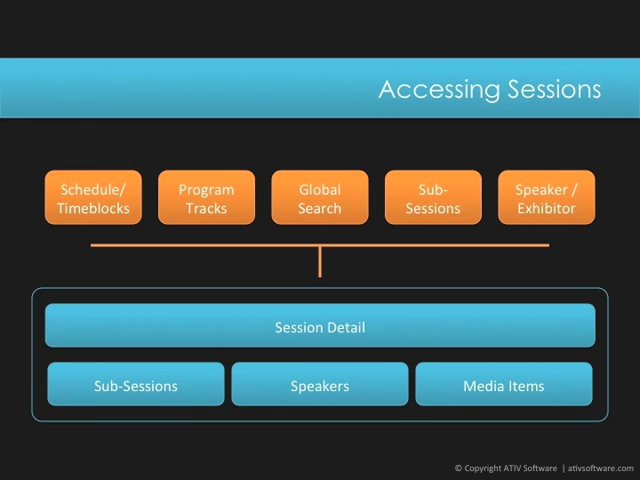 Accessing Sessions
Schedule/
Timeblocks
Program
Tracks
Global
Search
Sub-
Sessions
Speaker /
Exhibitor
Session Detail
Sub-Sessions
Speakers
Media Items
© Copyright ATIV Software | ativsoftware.com